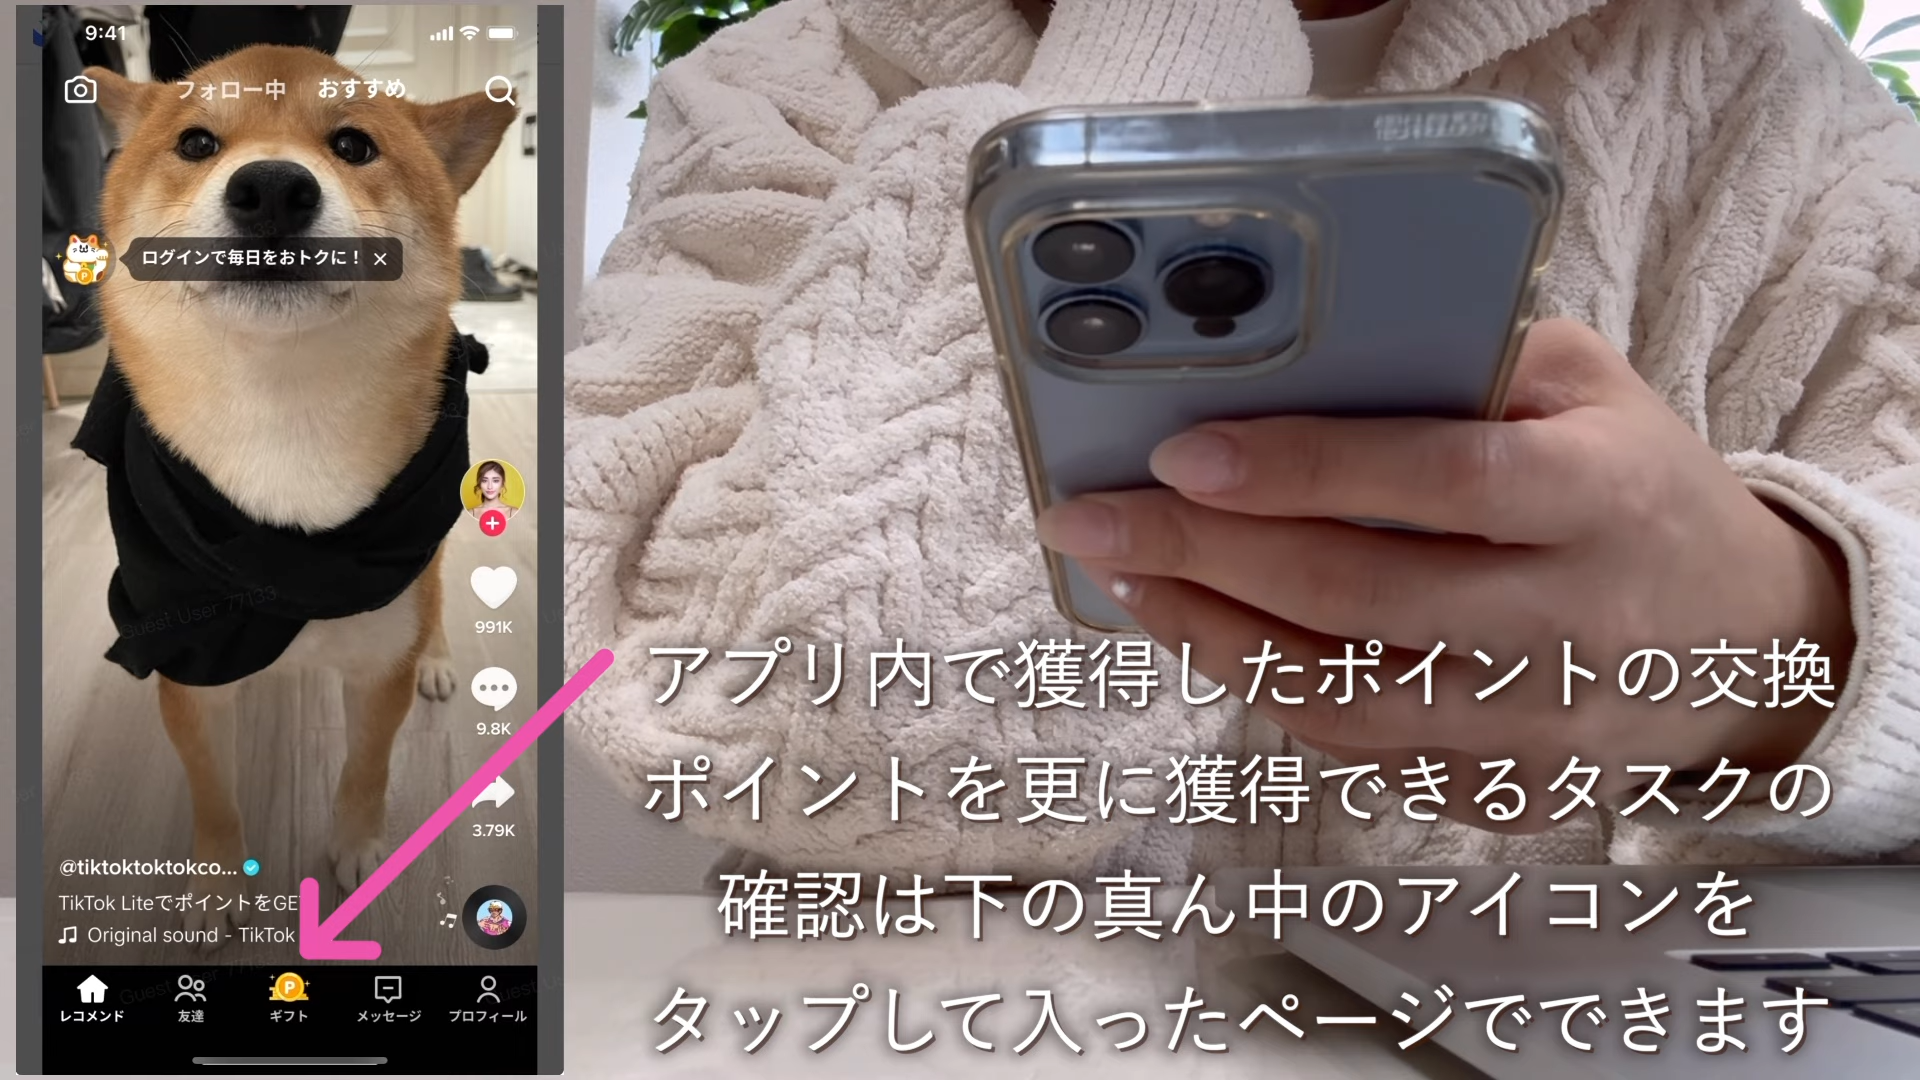 9:41
フォロー中
おすすめ
ログインで毎日をおトクに！ ×
991K
9.8K
3.79K
@tiktoktoktokco...
TikTok LiteでポイントをGE
Original sound - TikTok
P
レコメンド
友達
ギフト
メッセージ
プロフィール
Guest User 77133
アプリ内で獲得したポイントの交換
ポイントを更に獲得できるタスクの
確認は下の真ん中のアイコンを
タップして入ったページでできます